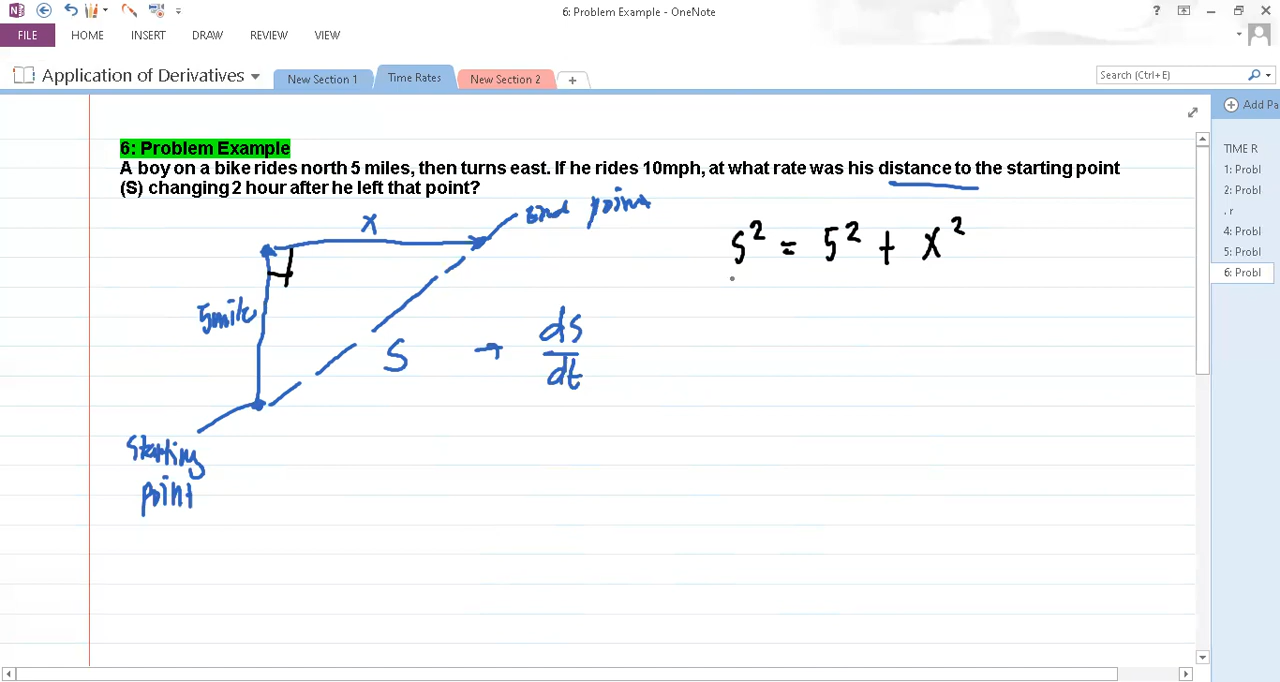 6: Problem Example - OneNote
?
FILE HOME INSERT DRAW REVIEW VIEW
Application of Derivatives New Section 1 Time Rates New Section 2 + Search (Ctrl+E)
Add Pa
6: Problem Example
A boy on a bike rides north 5 miles, then turns east. If he rides 10mph, at what rate was his distance to the starting point
(S) changing 2 hour after he left that point?
x
End point
S² = 5² + x²
5mile
S → ds/dt
Starting
point
TIME R
1: Probl
2: Probl
, r
4: Probl
5: Probl
6: Probl